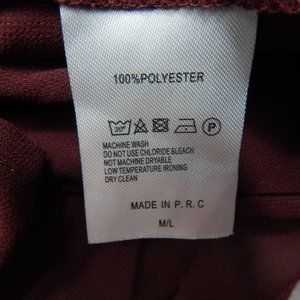 100%POLYESTER
30° P
MACHINE WASH
DO NOT USE CHLORIDE BLEACH
NOT MACHINE DRYABLE
LOW TEMPERATURE IRONING
DRY CLEAN
MADE IN P. R. C
M/L